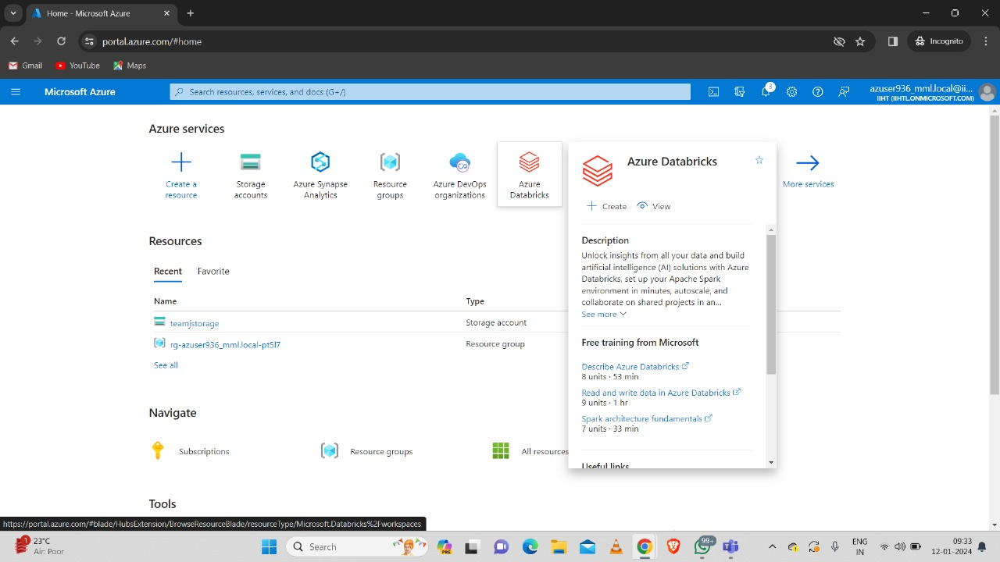 Home - Microsoft Azure
portal.azure.com/#home
Incognito
Gmail
YouTube
Maps
Microsoft Azure
Search resources, services, and docs (G+/)
3
azuser936_mml.local@ii...
IIHT (IIHTL.ONMICROSOFT.COM)
Azure services
Create a
resource
Storage
accounts
Azure Synapse
Analytics
Resource
groups
Azure DevOps
organizations
Azure
Databricks
More services
Azure Databricks
Create
View
Description
Unlock insights from all your data and build
artificial intelligence (AI) solutions with Azure
Databricks, set up your Apache Spark
environment in minutes, autoscale, and
collaborate on shared projects in an...
See more
Free training from Microsoft
Describe Azure Databricks
8 units · 53 min
Read and write data in Azure Databricks
9 units · 1 hr
Spark architecture fundamentals
7 units · 33 min
Useful links
Resources
Recent
Favorite
Name
Type
teamjstorage
Storage account
rg-azuser936_mml.local-pt5l7
Resource group
See all
Navigate
Subscriptions
Resource groups
All resources
Tools
https://portal.azure.com/#blade/HubsExtension/BrowseResourceBlade/resourceType/Microsoft.Databricks%2Fworkspaces
1
23°C
Air: Poor
Search
PRE
99+
ENG
IN
09:33
12-01-2024